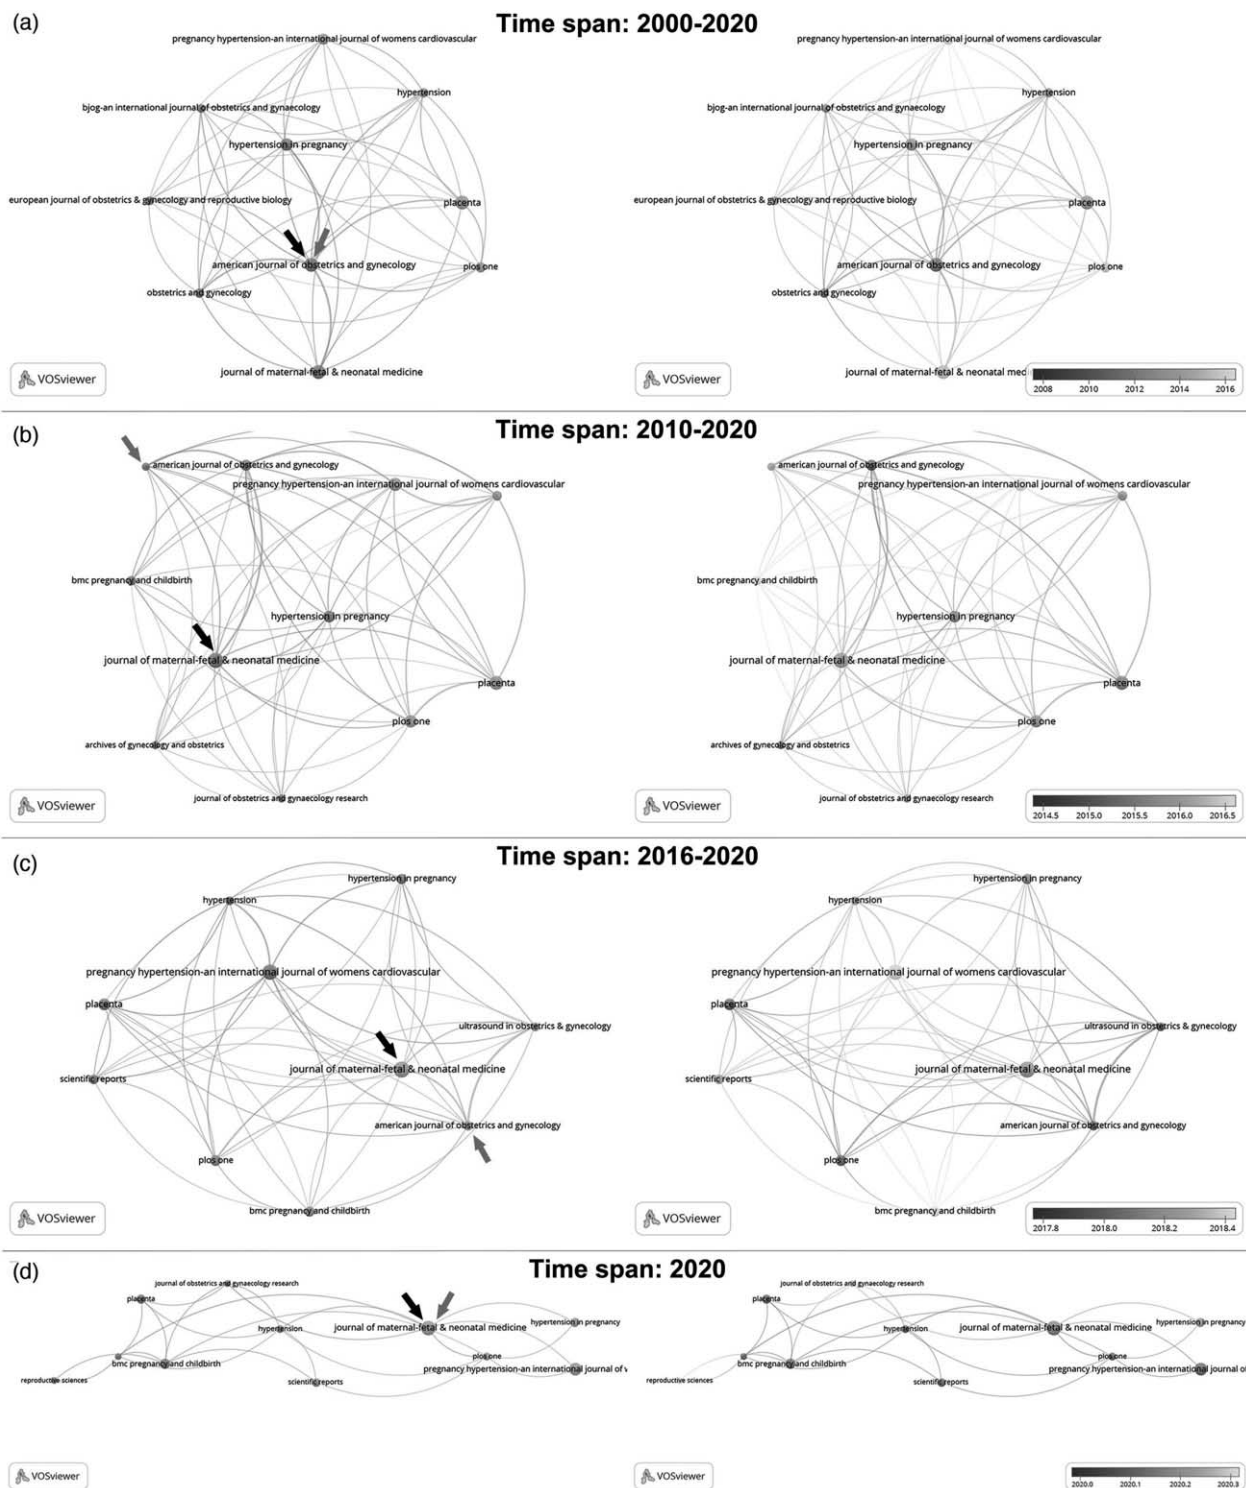 (a)
Time span: 2000-2020
pregnancy hypertension-an international journal of womens cardiovascular
hypertension
bjog-an international journal of obstetrics and gynaecology
hypertension in pregnancy
european journal of obstetrics & gynecology and reproductive biology
placenta
american journal of obstetrics and gynecology
plos one
obstetrics and gynecology
journal of maternal-fetal & neonatal medicine
VOSviewer
pregnancy hypertension-an international journal of womens cardiovascular
hypertension
bjog-an international journal of obstetrics and gynaecology
hypertension in pregnancy
european journal of obstetrics & gynecology and reproductive biology
placenta
american journal of obstetrics and gynecology
plos one
obstetrics and gynecology
journal of maternal-fetal & neonatal med
VOSviewer
2008 2010 2012 2014 2016
(b)
Time span: 2010-2020
american journal of obstetrics and gynecology
pregnancy hypertension-an international journal of womens cardiovascular
bmc pregnancy and childbirth
hypertension in pregnancy
journal of maternal-fetal & neonatal medicine
placenta
plos one
archives of gynecology and obstetrics
journal of obstetrics and gynaecology research
VOSviewer
american journal of obstetrics and gynecology
pregnancy hypertension-an international journal of womens cardiovascular
bmc pregnancy and childbirth
hypertension in pregnancy
journal of maternal-fetal & neonatal medicine
placenta
plos one
archives of gynecology and obstetrics
journal of obstetrics and gynaecology research
VOSviewer
2014.5 2015.0 2015.5 2016.0 2016.5
(c)
Time span: 2016-2020
hypertension in pregnancy
hypertension
pregnancy hypertension-an international journal of womens cardiovascular
placenta
ultrasound in obstetrics & gynecology
journal of maternal-fetal & neonatal medicine
scientific reports
american journal of obstetrics and gynecology
plos one
bmc pregnancy and childbirth
VOSviewer
hypertension in pregnancy
hypertension
pregnancy hypertension-an international journal of womens cardiovascular
placenta
ultrasound in obstetrics & gynecology
journal of maternal-fetal & neonatal medicine
scientific reports
american journal of obstetrics and gynecology
plos one
bmc pregnancy and childbirth
VOSviewer
2017.8 2018.0 2018.2 2018.4
(d)
Time span: 2020
journal of obstetrics and gynaecology research
placenta
hypertension in pregnancy
hypertension
journal of maternal-fetal & neonatal medicine
plos one
bmc pregnancy and childbirth
pregnancy hypertension-an international journal of v
reproductive sciences
scientific reports
VOSviewer
journal of obstetrics and gynaecology research
placenta
hypertension in pregnancy
hypertension
journal of maternal-fetal & neonatal medicine
plos one
bmc pregnancy and childbirth
pregnancy hypertension-an international journal of
reproductive sciences
scientific reports
VOSviewer
2020.0 2020.1 2020.2 2020.3